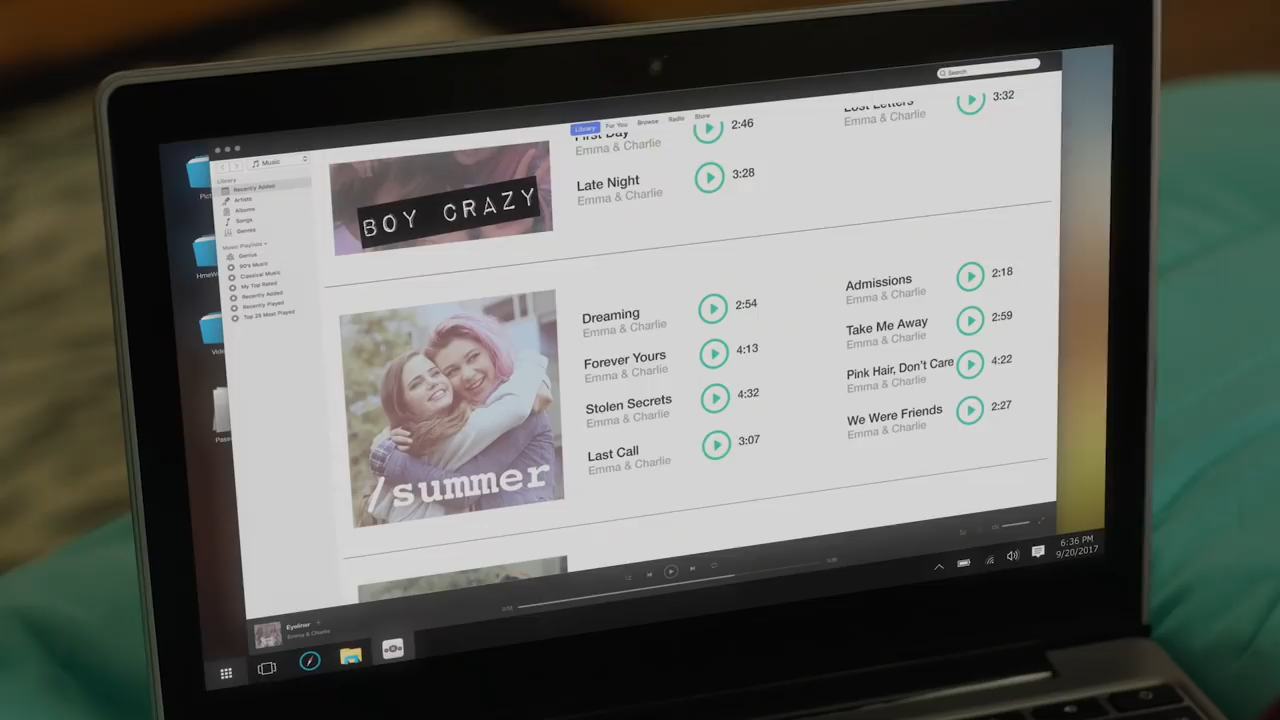 Search
Library
For You
Browse
Radio
Music
Library
Recently Added
Artists
Albums
Songs
Genres
Music Playlists
Genius
90's Music
Classical Music
My Top Rated
Recently Added
Recently Played
Top 25 Most Played
BOY CRAZY
First Day
Emma & Charlie
2:46
Late Night
Emma & Charlie
3:28
Lost Letters
Emma & Charlie
3:32
/summer
Dreaming
Emma & Charlie
2:54
Forever Yours
Emma & Charlie
4:13
Stolen Secrets
Emma & Charlie
4:32
Last Call
Emma & Charlie
3:07
Admissions
Emma & Charlie
2:18
Take Me Away
Emma & Charlie
2:59
Pink Hair, Don't Care
Emma & Charlie
4:22
We Were Friends
Emma & Charlie
2:27
Eyeliner
Emma & Charlie
6:36 PM
9/20/2017